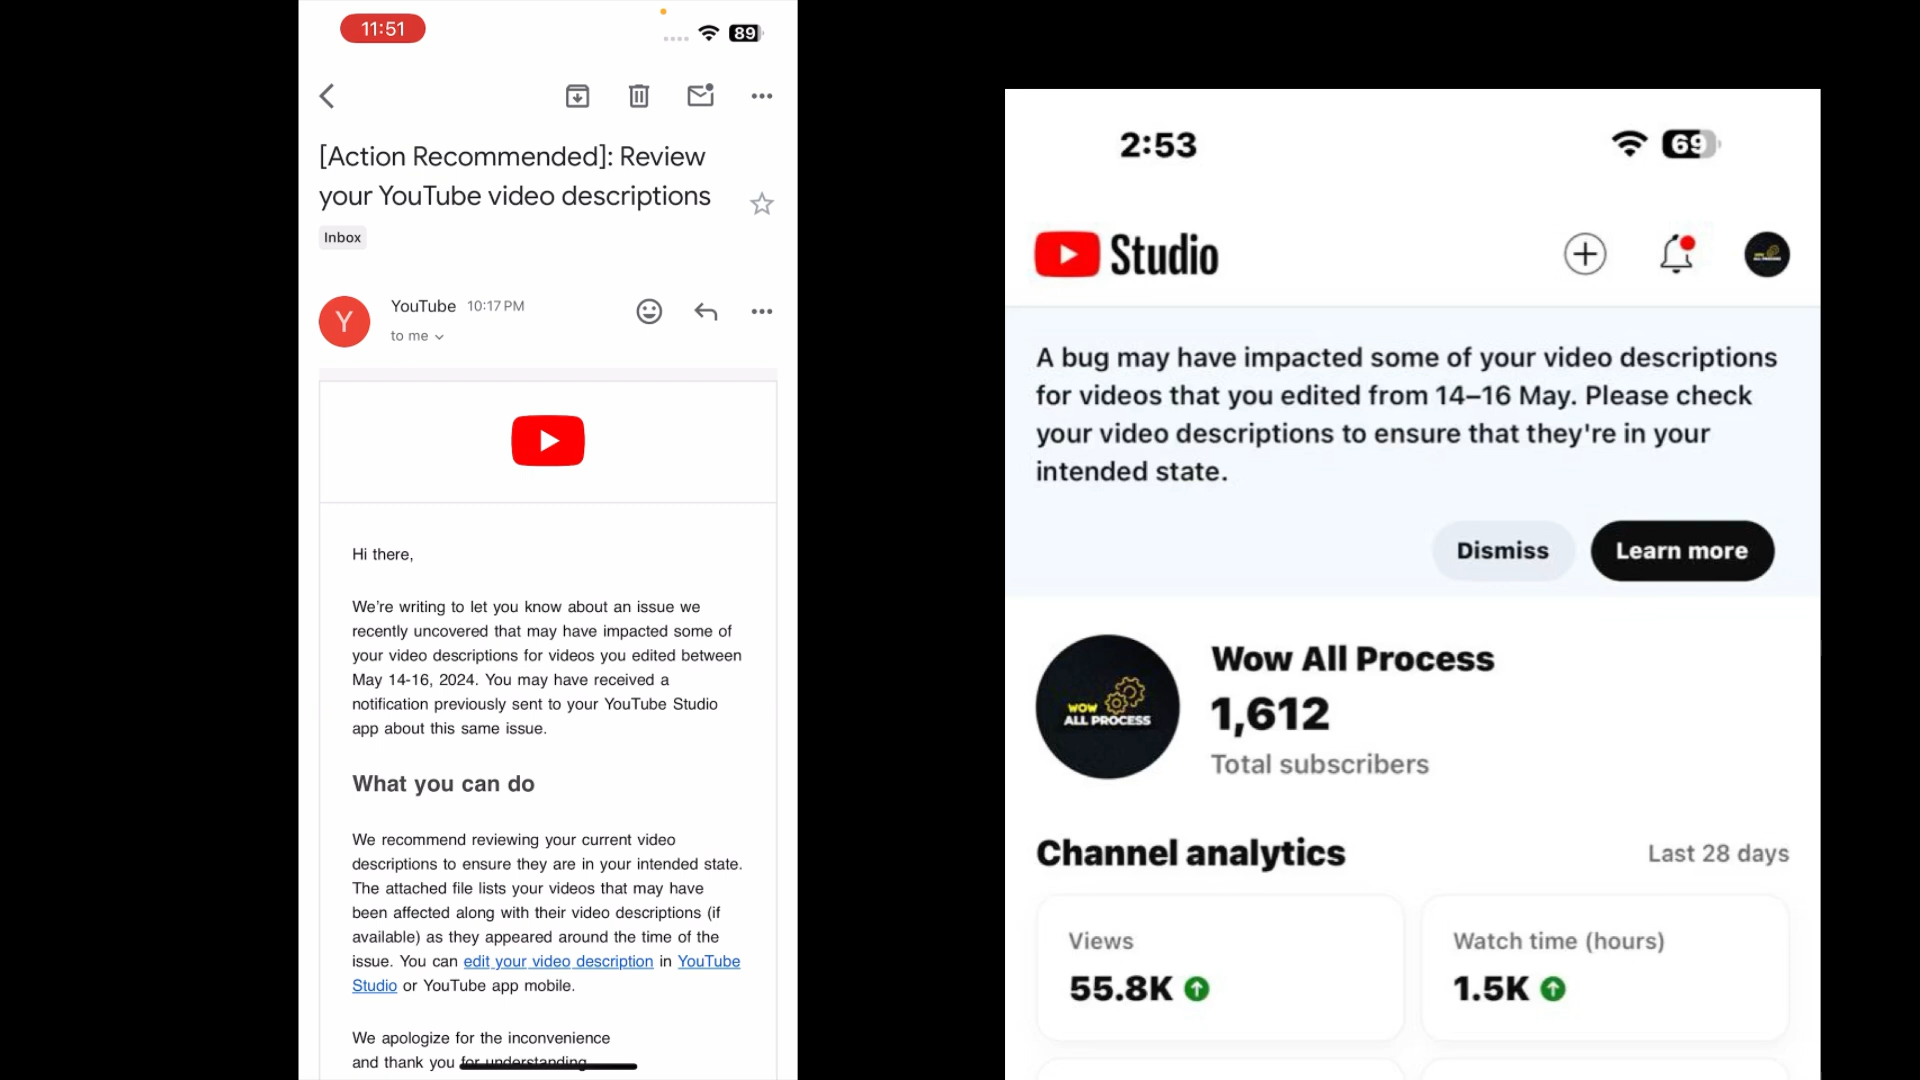 11:51
89
[Action Recommended]: Review
your YouTube video descriptions
Inbox
Y
YouTube 10:17 PM
to me
Hi there,
We're writing to let you know about an issue we
recently uncovered that may have impacted some of
your video descriptions for videos you edited between
May 14-16, 2024. You may have received a
notification previously sent to your YouTube Studio
app about this same issue.
What you can do
We recommend reviewing your current video
descriptions to ensure they are in your intended state.
The attached file lists your videos that may have
been affected along with their video descriptions (if
available) as they appeared around the time of the
issue. You can edit your video description in YouTube
Studio or YouTube app mobile.
We apologize for the inconvenience
and thank you for understanding
2:53
69
Studio
A bug may have impacted some of your video descriptions
for videos that you edited from 14–16 May. Please check
your video descriptions to ensure that they're in your
intended state.
Dismiss
Learn more
WOW
ALL PROCESS
Wow All Process
1,612
Total subscribers
Channel analytics
Last 28 days
Views
55.8K
Watch time (hours)
1.5K